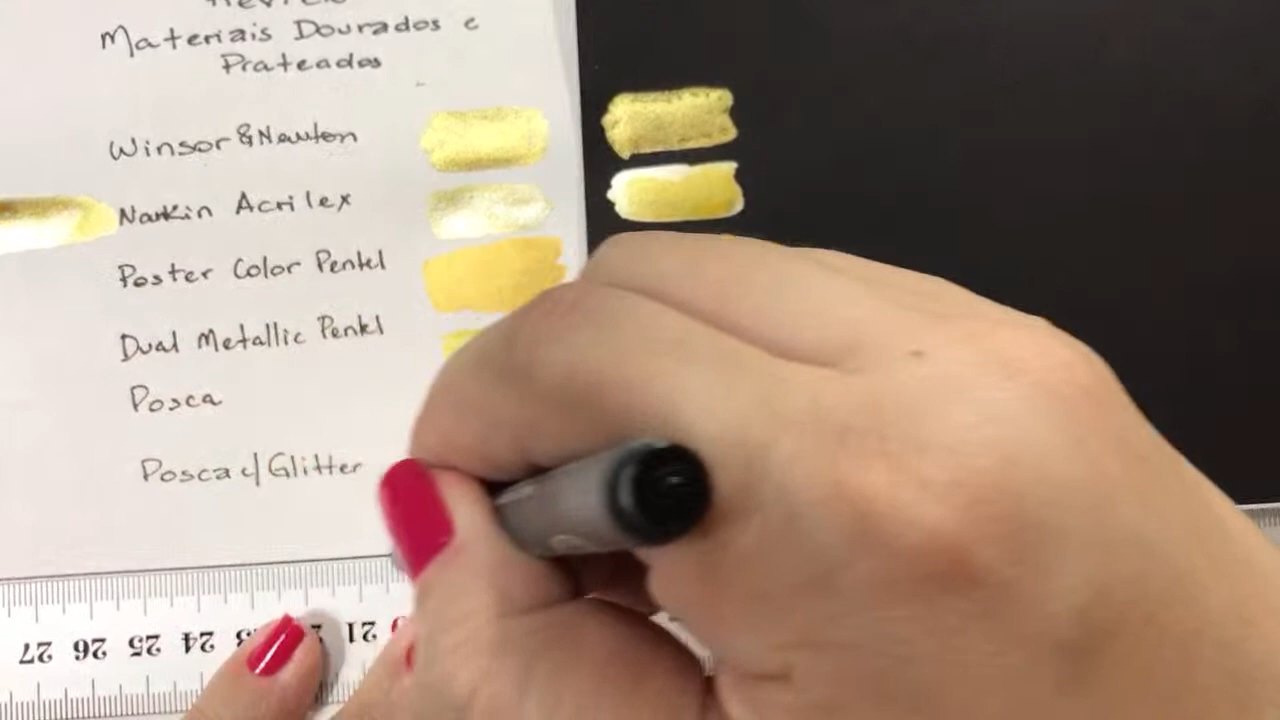 Materiais Dourados e
Prateados
Winsor & Newton
Nankin Acrilex
Poster Color Pentel
Dual Metallic Pentel
Posca
Posca c/ Glitter
27 26 25 24 21